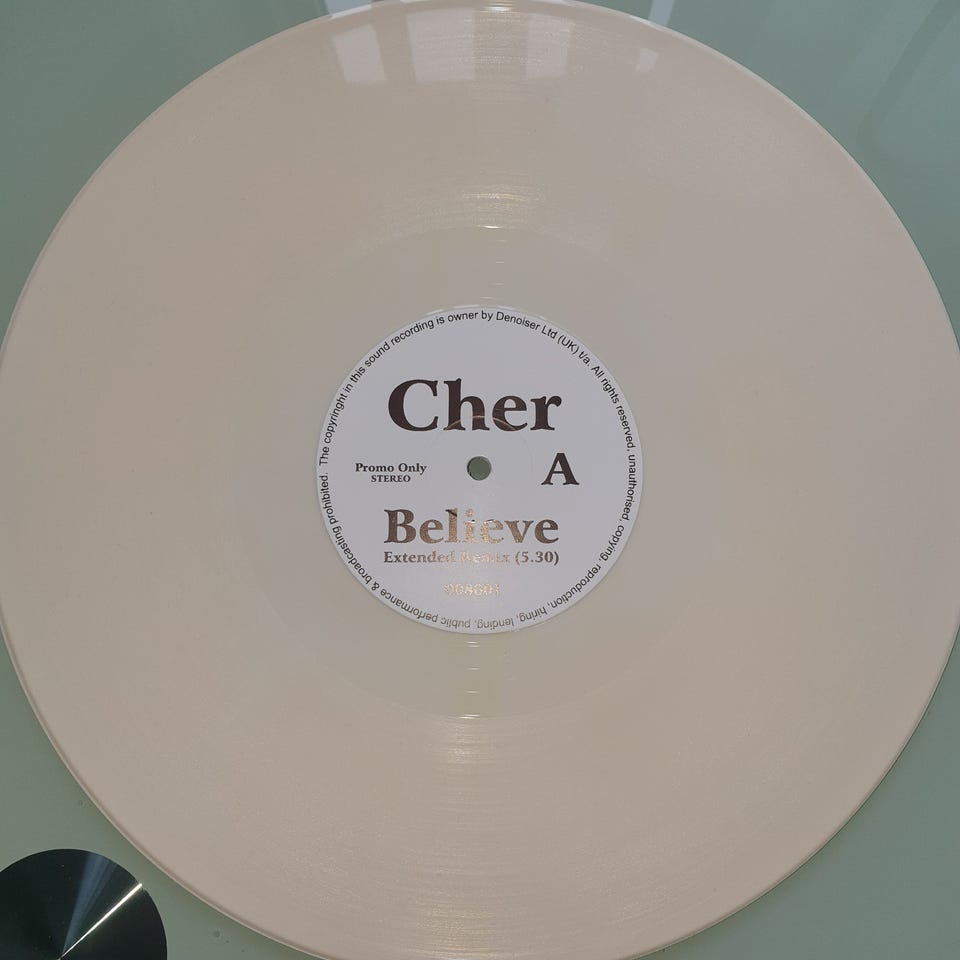 Cher
Promo Only
STEREO
A
Believe
Extended Remix (5.30)
The copyringht in this sound recording is owner by Denoiser Ltd (UK) t/a. All rights reserved, unauthorised, copying, reproduction, hiring, lending, public performance & broadcasting prohibited.